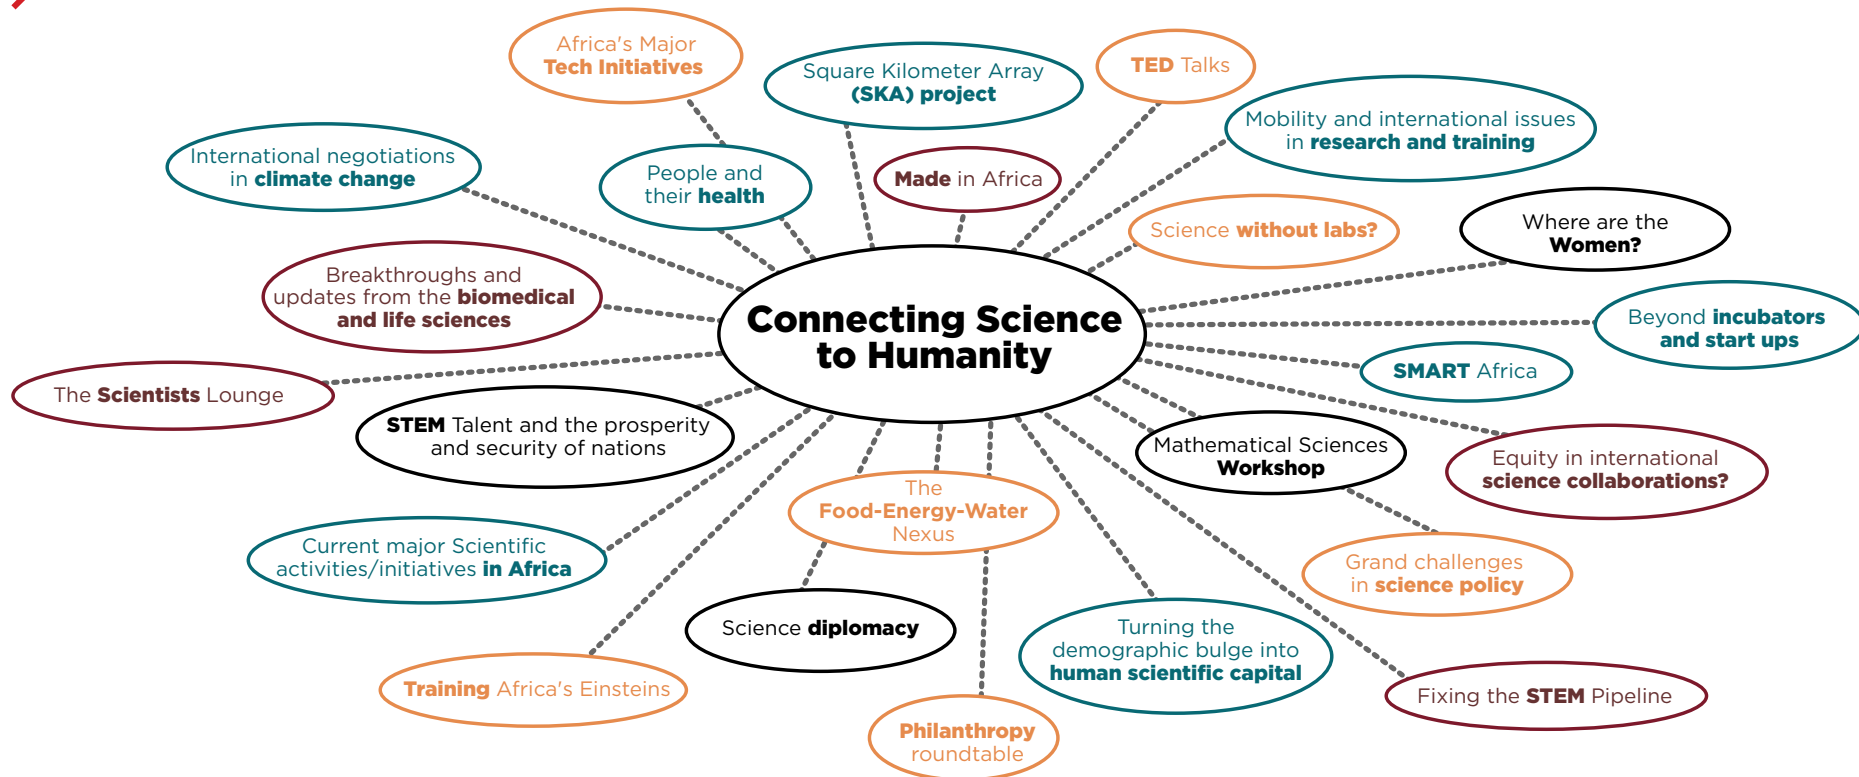 Africa's Major
Tech Initiatives
Square Kilometer Array
(SKA) project
TED Talks
Mobility and international issues
in research and training
International negotiations
in climate change
People and
their health
Made in Africa
Science without labs?
Where are the
Women?
Breakthroughs and
updates from the biomedical
and life sciences
Connecting Science
to Humanity
Beyond incubators
and start ups
SMART Africa
The Scientists Lounge
STEM Talent and the prosperity
and security of nations
Mathematical Sciences
Workshop
Equity in international
science collaborations?
The
Food-Energy-Water
Nexus
Current major Scientific
activities/initiatives in Africa
Grand challenges
in science policy
Science diplomacy
Turning the
demographic bulge into
human scientific capital
Training Africa's Einsteins
Fixing the STEM Pipeline
Philanthropy
roundtable